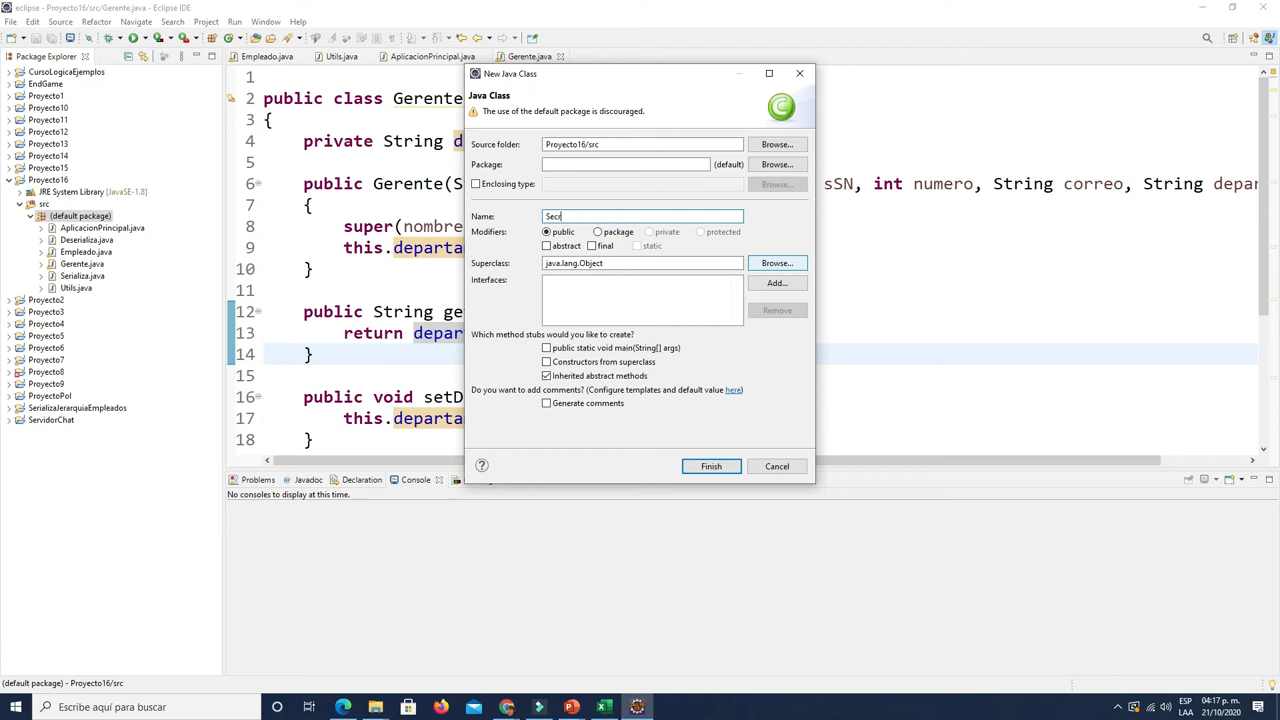 eclipse - Proyecto16/src/Gerente.java - Eclipse IDE
File Edit Source Refactor Navigate Search Project Run Window Help
Package Explorer
Empleado.java Utils.java AplicacionPrincipal.java Gerente.java
CursoLogicaEjemplos
EndGame
Proyecto1
Proyecto10
Proyecto11
Proyecto12
Proyecto13
Proyecto14
Proyecto15
Proyecto16
JRE System Library [JavaSE-1.8]
src
(default package)
AplicacionPrincipal.java
Deserializa.java
Empleado.java
Gerente.java
Serializa.java
Utils.java
Proyecto2
Proyecto3
Proyecto4
Proyecto5
Proyecto6
Proyecto7
Proyecto8
Proyecto9
ProyectoPol
SerializaJerarquiaEmpleados
ServidorChat
1
2 public class Gerente
3 {
4 private String d
5
6 public Gerente(S sSN, int numero, String correo, String depar
7 {
8 super(nombre
9 this.departa
10 }
11
12 public String ge
13 return depar
14 }
15
16 public void setD
17 this.departa
18 }
New Java Class
Java Class
The use of the default package is discouraged.
Source folder: Proyecto16/src Browse...
Package: (default) Browse...
Enclosing type: Browse...
Name: Secr
Modifiers: public package private protected
abstract final static
Superclass: java.lang.Object Browse...
Interfaces: Add...
Remove
Which method stubs would you like to create?
public static void main(String[] args)
Constructors from superclass
Inherited abstract methods
Do you want to add comments? (Configure templates and default value here)
Generate comments
Finish Cancel
Problems Javadoc Declaration Console
No consoles to display at this time.
(default package) - Proyecto16/src
Escribe aquí para buscar
ESP
LAA
04:17 p. m.
21/10/2020